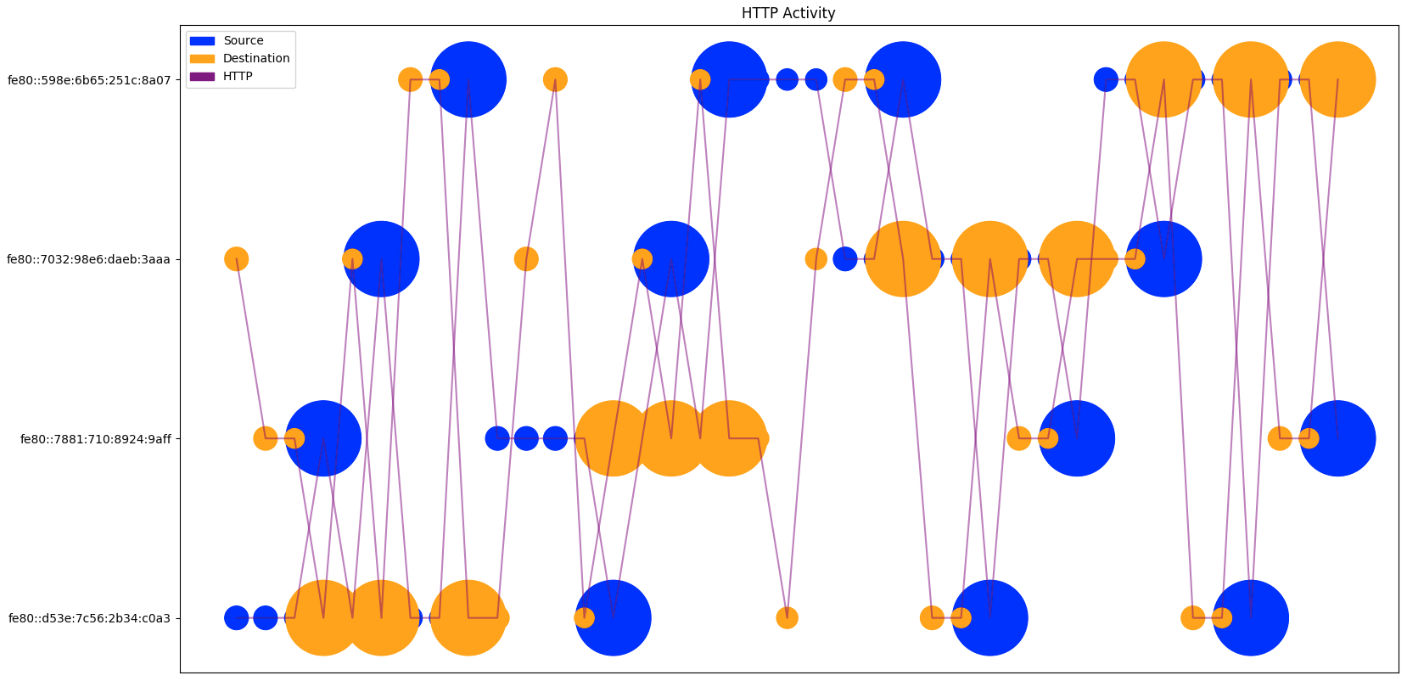 HTTP Activity
Source
Destination
HTTP
fe80::598e:6b65:251c:8a07
fe80::7032:98e6:daeb:3aaa
fe80::7881:710:8924:9aff
fe80::d53e:7c56:2b34:c0a3